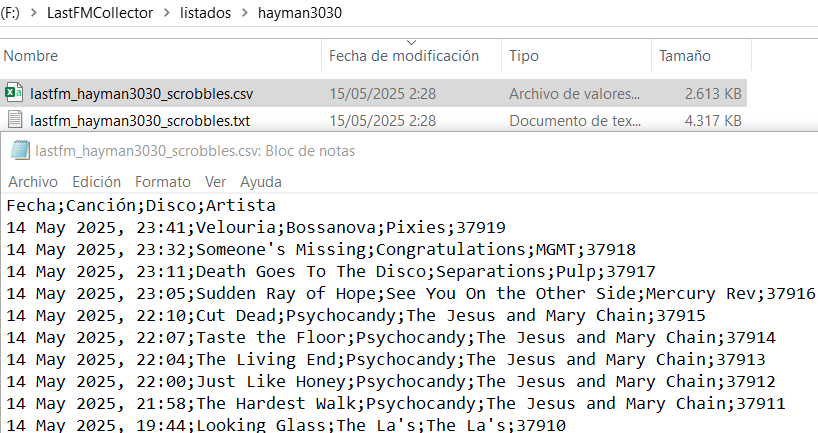 (F:) > LastFMCollector > listados > hayman3030
Nombre Fecha de modificación Tipo Tamaño
lastfm_hayman3030_scrobbles.csv 15/05/2025 2:28 Archivo de valores... 2.613 KB
lastfm_hayman3030_scrobbles.txt 15/05/2025 2:28 Documento de tex... 4.317 KB
lastfm_hayman3030_scrobbles.csv: Bloc de notas
Archivo Edición Formato Ver Ayuda
Fecha;Canción;Disco;Artista
14 May 2025, 23:41;Velouria;Bossanova;Pixies;37919
14 May 2025, 23:32;Someone's Missing;Congratulations;MGMT;37918
14 May 2025, 23:11;Death Goes To The Disco;Separations;Pulp;37917
14 May 2025, 23:05;Sudden Ray of Hope;See You On the Other Side;Mercury Rev;37916
14 May 2025, 22:10;Cut Dead;Psychocandy;The Jesus and Mary Chain;37915
14 May 2025, 22:07;Taste the Floor;Psychocandy;The Jesus and Mary Chain;37914
14 May 2025, 22:04;The Living End;Psychocandy;The Jesus and Mary Chain;37913
14 May 2025, 22:00;Just Like Honey;Psychocandy;The Jesus and Mary Chain;37912
14 May 2025, 21:58;The Hardest Walk;Psychocandy;The Jesus and Mary Chain;37911
14 May 2025, 19:44;Looking Glass;The La's;The La's;37910